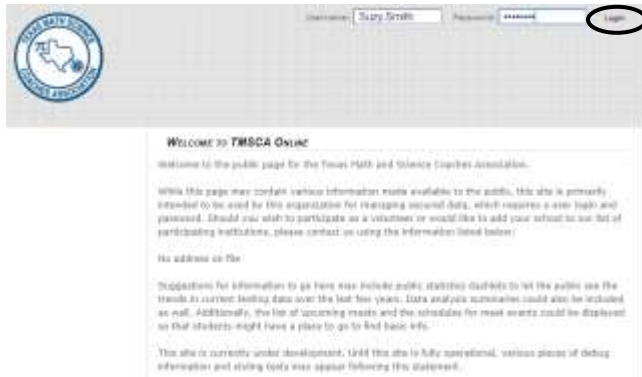 Username: Suzy Smith Password: ******** Login
TEXAS MATH SCIENCE
COACHES ASSOCIATION
WELCOME TO TMSCA ONLINE
Welcome to the public page for the Texas Math and Science Coaches Association.
While this page may contain various information made available to the public, this site is primarily
intended to be used by this organization for managing secured data, which requires a user login and
password. Should you wish to participate as a volunteer or would like to add your school to our list of
participating institutions, please contact us using the information listed below:
No address on file
Suggestions for information to go here may include public statistics dashlets to let the public see the
trends in current testing data over the last few years. Data analysis summaries could also be included
as well. Additionally, the list of upcoming meets and the schedules for meet events could be displayed
so that students might have a place to go to find basic info.
This site is currently under development. Until this site is fully operational, various pieces of debug
information and styling tests may appear following this statement.